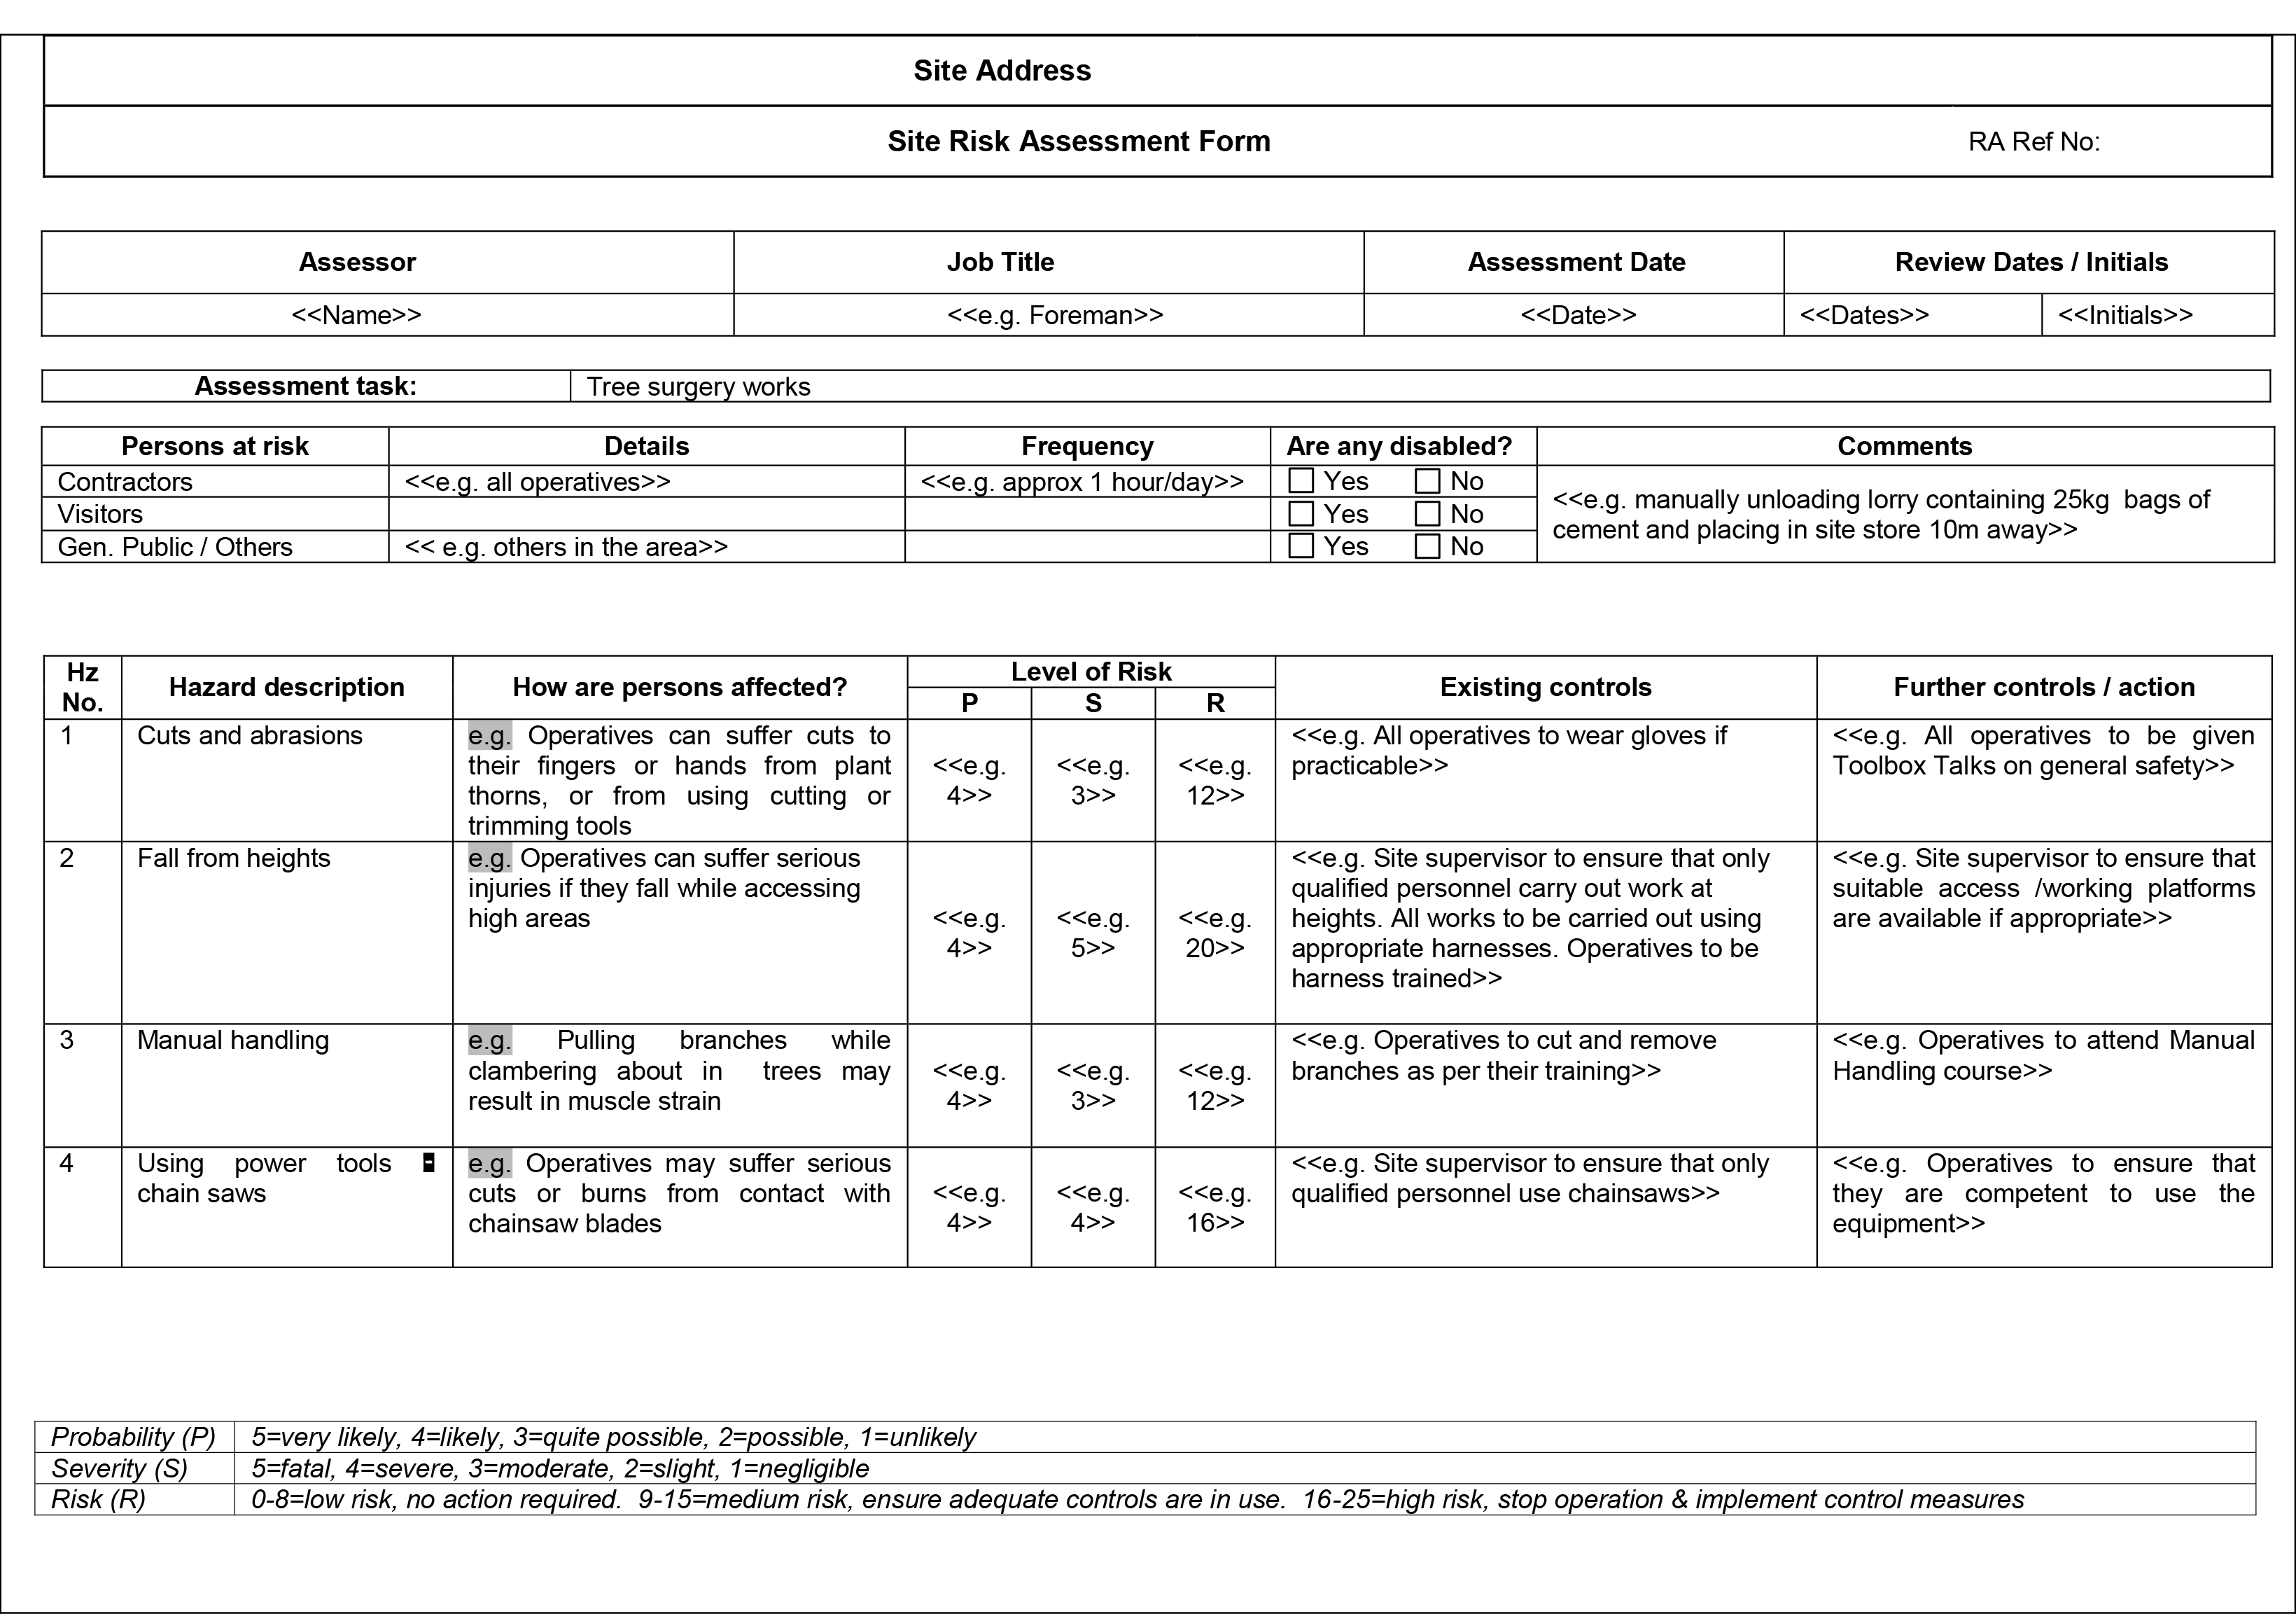 Site Address
Site Risk Assessment Form
RA Ref No:
Assessor
Job Title
Assessment Date
Review Dates / Initials
<<Name>>
<<e.g. Foreman>>
<<Date>>
<<Dates>>
<<Initials>>
Assessment task:
Tree surgery works
Persons at risk
Details
Frequency
Are any disabled?
Comments
Contractors
<<e.g. all operatives>>
<<e.g. approx 1 hour/day>>
Yes No
Visitors
Yes No
Gen. Public / Others
<< e.g. others in the area>>
Yes No
<<e.g. manually unloading lorry containing 25kg  bags of
cement and placing in site store 10m away>>
Hz
No.
Hazard description
How are persons affected?
Level of Risk
P
S
R
Existing controls
Further controls / action
1
Cuts and abrasions
e.g. Operatives can suffer cuts to
their fingers or hands from plant
thorns, or from using cutting or
trimming tools
<<e.g.
4>>
<<e.g.
3>>
<<e.g.
12>>
<<e.g. All operatives to wear gloves if
practicable>>
<<e.g. All operatives to be given
Toolbox Talks on general safety>>
2
Fall from heights
e.g. Operatives can suffer serious
injuries if they fall while accessing
high areas
<<e.g.
4>>
<<e.g.
5>>
<<e.g.
20>>
<<e.g. Site supervisor to ensure that only
qualified personnel carry out work at
heights. All works to be carried out using
appropriate harnesses. Operatives to be
harness trained>>
<<e.g. Site supervisor to ensure that
suitable access /working platforms
are available if appropriate>>
3
Manual handling
e.g. Pulling branches while
clambering about in trees may
result in muscle strain
<<e.g.
4>>
<<e.g.
3>>
<<e.g.
12>>
<<e.g. Operatives to cut and remove
branches as per their training>>
<<e.g. Operatives to attend Manual
Handling course>>
4
Using power tools -
chain saws
e.g. Operatives may suffer serious
cuts or burns from contact with
chainsaw blades
<<e.g.
4>>
<<e.g.
4>>
<<e.g.
16>>
<<e.g. Site supervisor to ensure that only
qualified personnel use chainsaws>>
<<e.g. Operatives to ensure that
they are competent to use the
equipment>>
Probability (P)
5=very likely, 4=likely, 3=quite possible, 2=possible, 1=unlikely
Severity (S)
5=fatal, 4=severe, 3=moderate, 2=slight, 1=negligible
Risk (R)
0-8=low risk, no action required.  9-15=medium risk, ensure adequate controls are in use.  16-25=high risk, stop operation & implement control measures